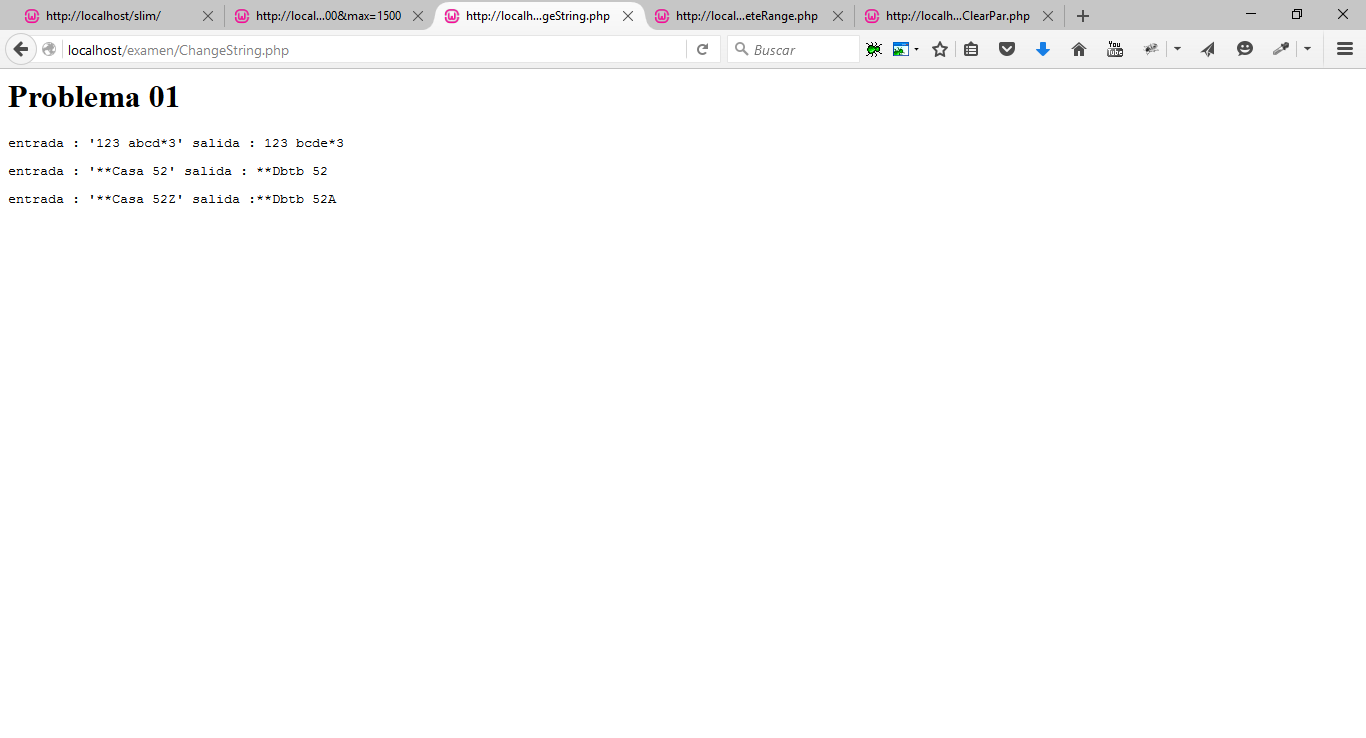 http://localhost/slim/
http://local...00&max=1500
http://localh...geString.php
http://local...eteRange.php
http://localh...ClearPar.php
localhost/examen/ChangeString.php
Buscar
You
Tube
Problema 01
entrada : '123 abcd*3' salida : 123 bcde*3
entrada : '**Casa 52' salida : **Dbtb 52
entrada : '**Casa 52Z' salida :**Dbtb 52A